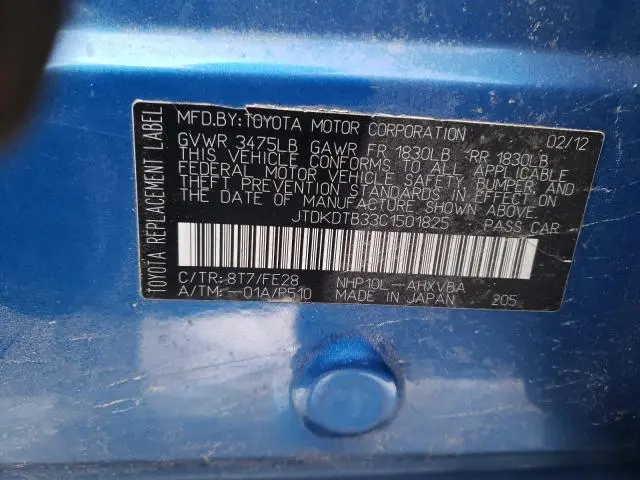 TOYOTA REPLACEMENT LABEL
MFD.BY:TOYOTA MOTOR CORPORATION 02/12
GVWR 3475LB GAWR FR 1830LB RR 1830LB
THIS VEHICLE CONFORMS TO ALL APPLICABLE
FEDERAL MOTOR VEHICLE SAFETY, BUMPER, AND
THEFT PREVENTION STANDARDS IN EFFECT ON
THE DATE OF MANUFACTURE SHOWN ABOVE.
JTDKDTB33C1501825 PASS CAR
C/TR: 8T7/FE28 NHP10L-AHXVBA
A/TM: -01A/P510 MADE IN JAPAN 205